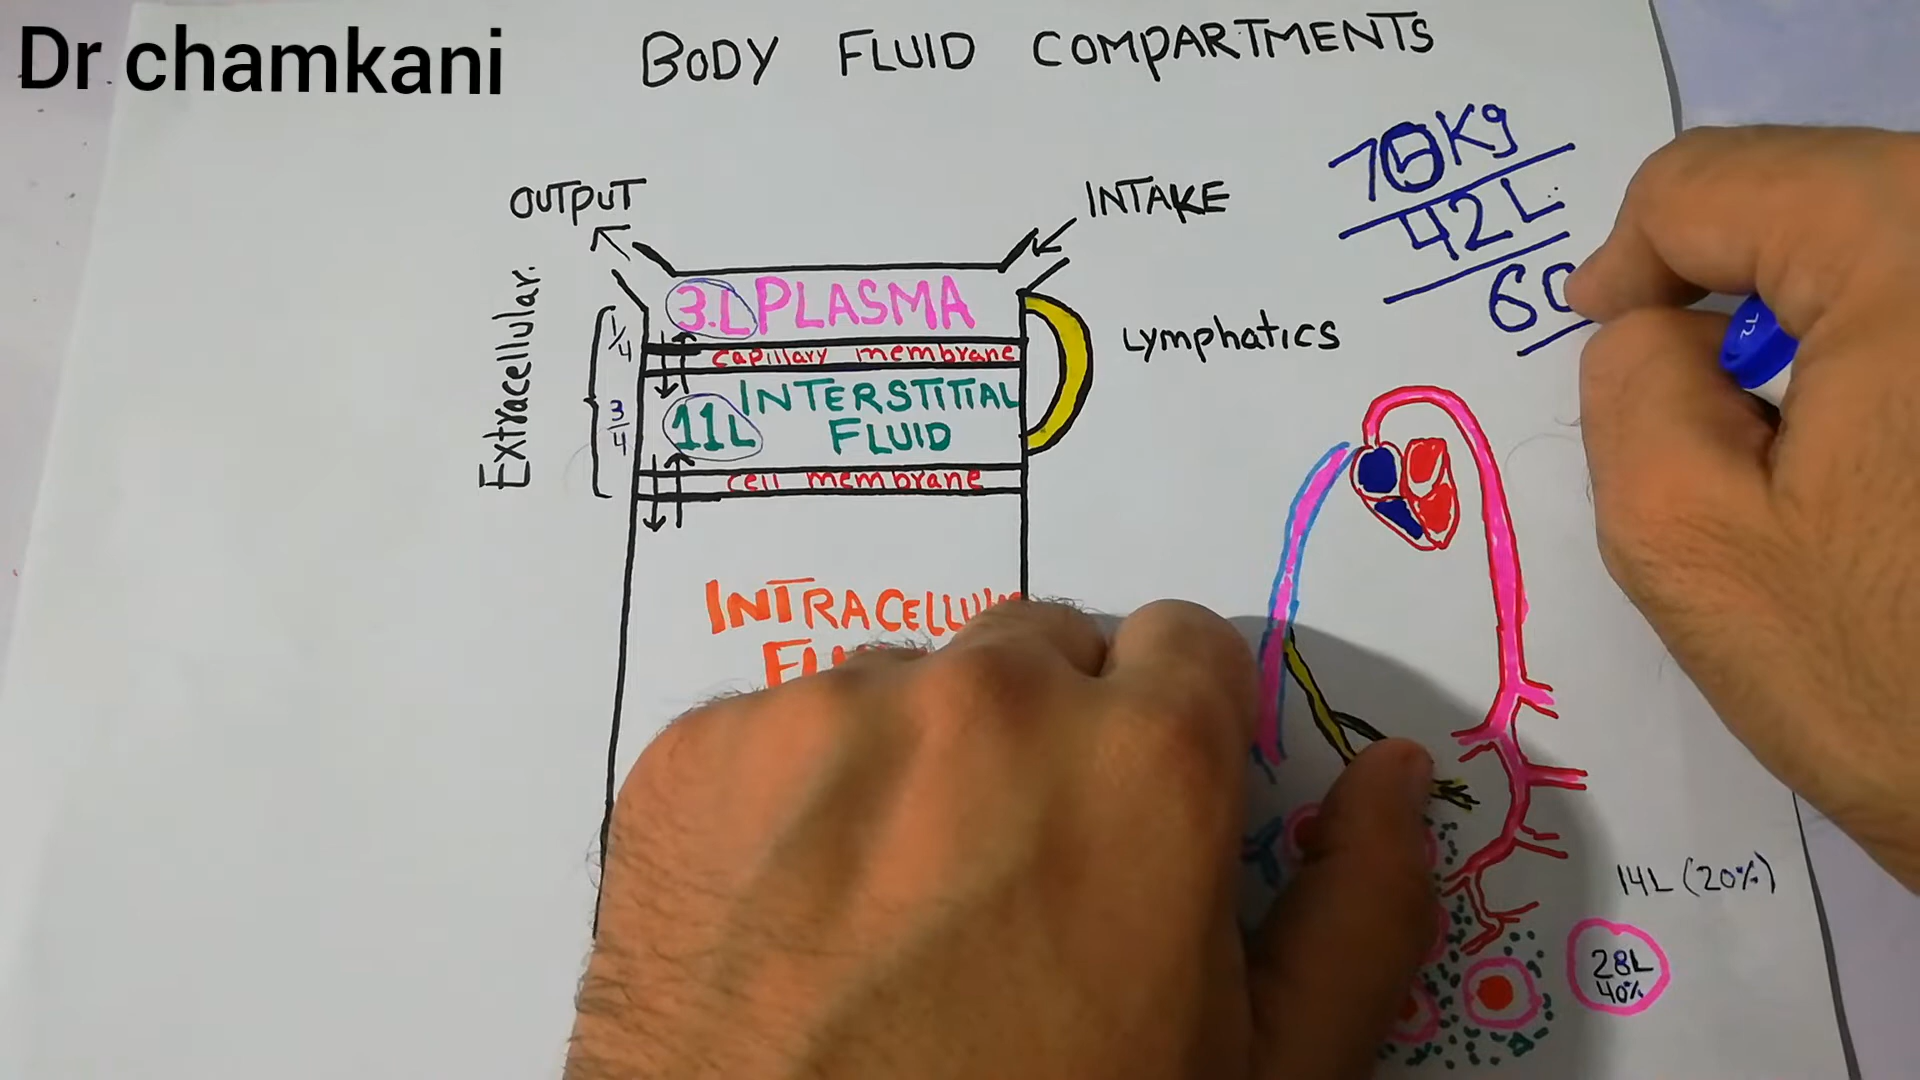 Dr chamkani
BODY FLUID COMPARTMENTS
70Kg
42L
60
OUTPUT
INTAKE
Extracellular.
1/4
3.L PLASMA
capillary membrane
Lymphatics
3/4
11L INTERSTITIAL
FLUID
cell membrane
14L (20%)
28L
40%